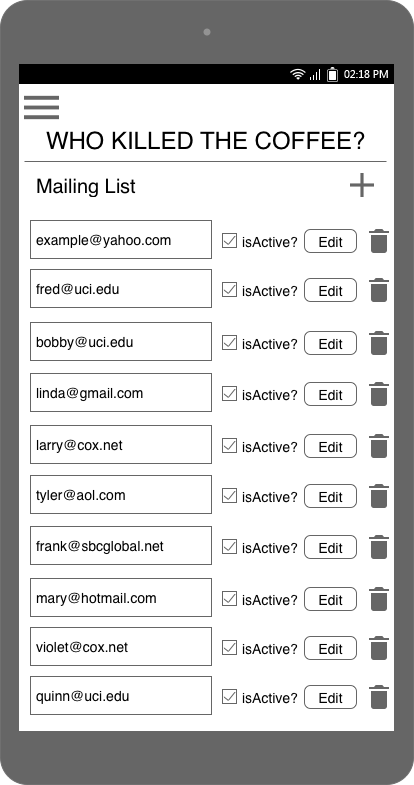 02:18 PM
WHO KILLED THE COFFEE?
Mailing List
example@yahoo.com isActive? Edit
fred@uci.edu isActive? Edit
bobby@uci.edu isActive? Edit
linda@gmail.com isActive? Edit
larry@cox.net isActive? Edit
tyler@aol.com isActive? Edit
frank@sbcglobal.net isActive? Edit
mary@hotmail.com isActive? Edit
violet@cox.net isActive? Edit
quinn@uci.edu isActive? Edit